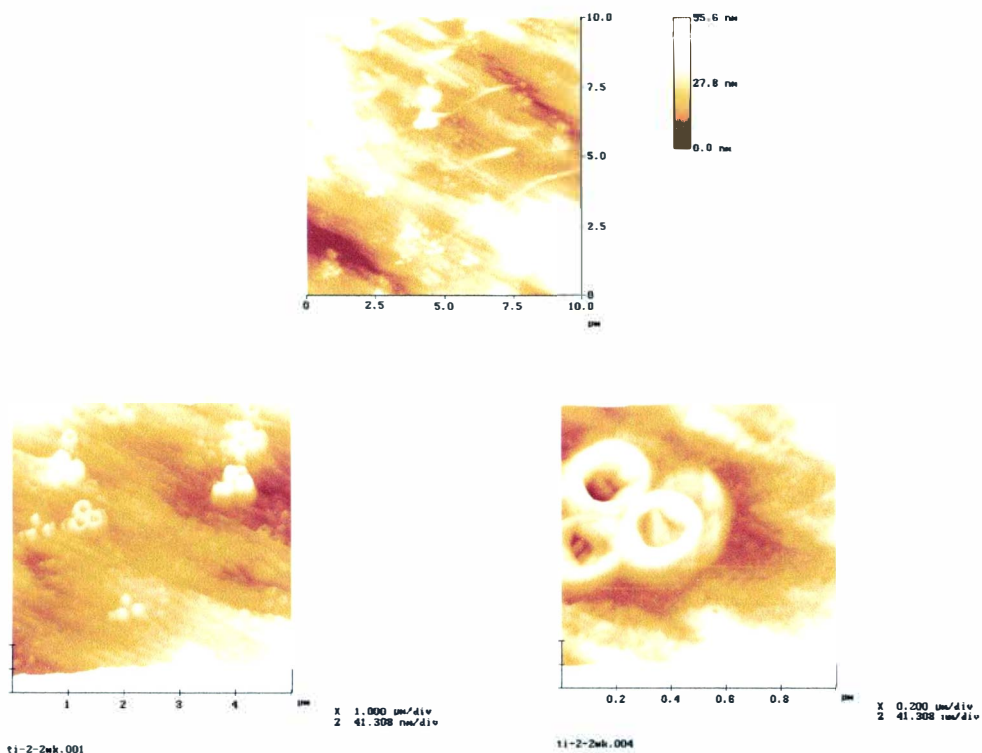 10.0
7.5
5.0
2.5
0
0 2.5 5.0 7.5 10.0
µm
55.6 nm
27.8 nm
0.0 nm
1 2 3 4 µm
X 1.000 µm/div
Z 41.308 nm/div
ti-2-2wk.001
0.2 0.4 0.6 0.8 µm
X 0.200 µm/div
Z 41.308 nm/div
ti-2-2wk.004